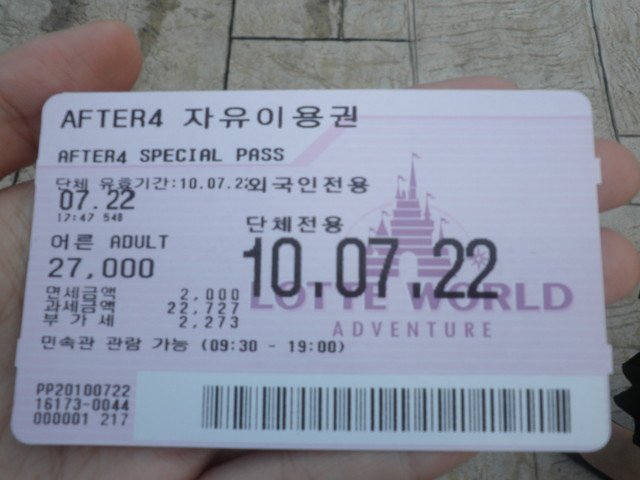 AFTER4 자유이용권
AFTER4 SPECIAL PASS
단체 유효기간:10.07.22
외국인전용
07.22
17:47 548
단체전용
어른 ADULT
10.07.22
27,000
면세금액 2,000
과세금액 22,727
부 가 세 2,273
LOTTE WORLD
ADVENTURE
민속관 관람 가능 (09:30 - 19:00)
PP20100722
16173-0044
000001 217